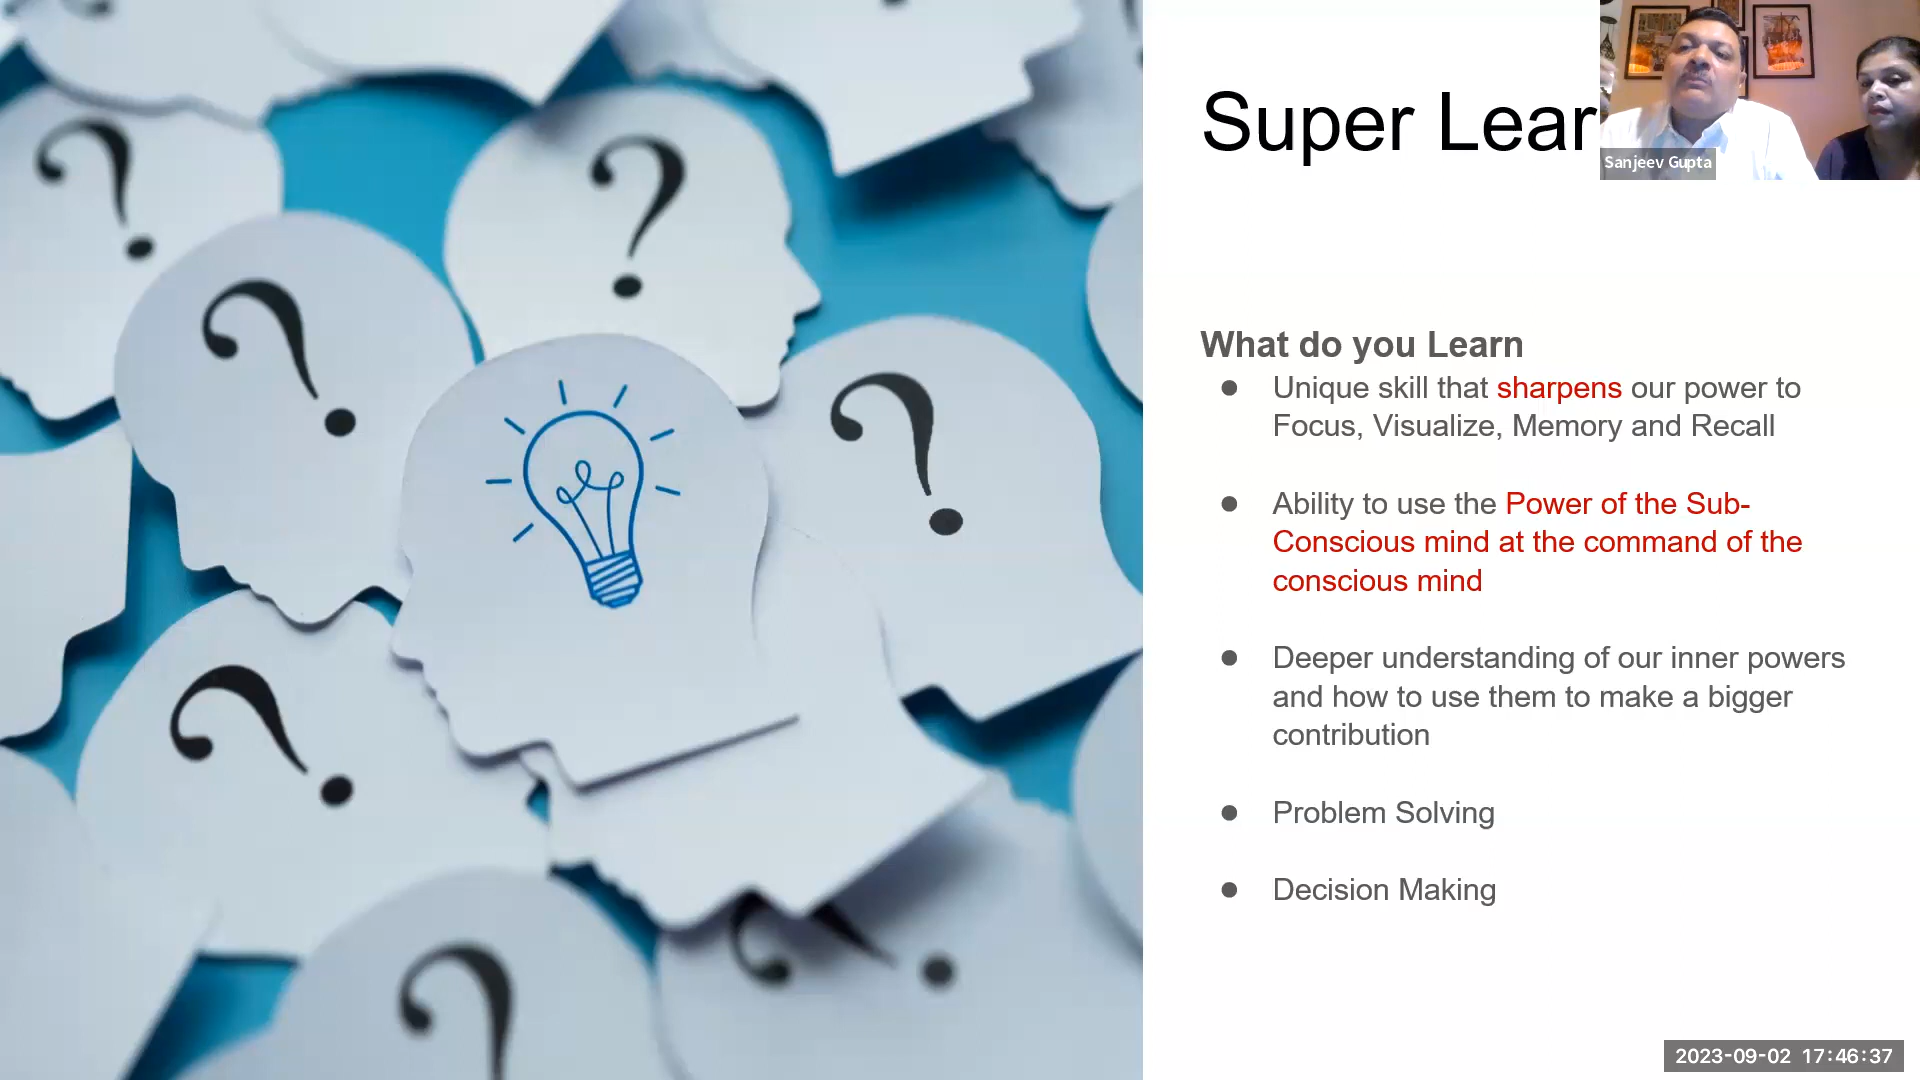 Super Lear
Sanjeev Gupta
What do you Learn
● Unique skill that sharpens our power to
Focus, Visualize, Memory and Recall
● Ability to use the Power of the Sub-
Conscious mind at the command of the
conscious mind
● Deeper understanding of our inner powers
and how to use them to make a bigger
contribution
● Problem Solving
● Decision Making
? ? ? ? ? ? ? ?
2023-09-02 17:46:37